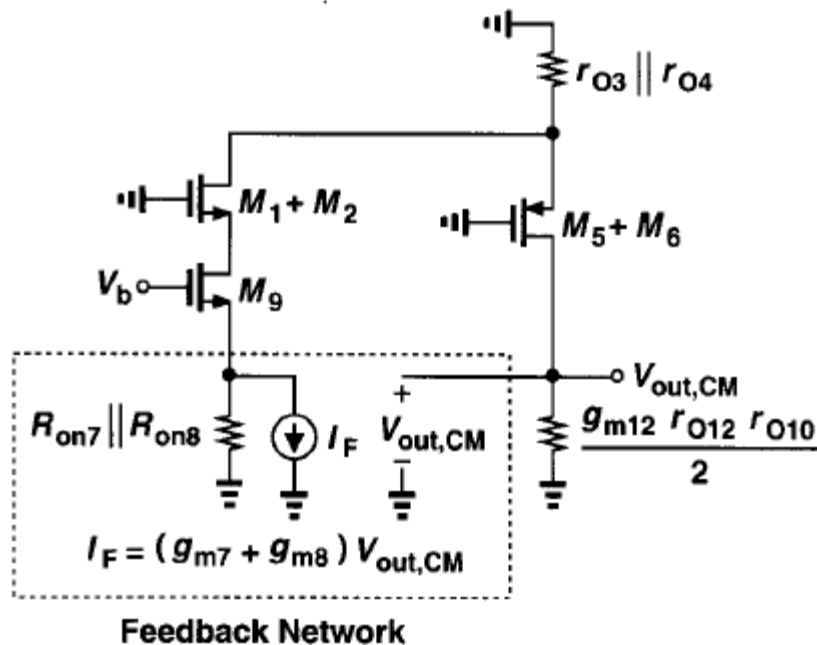 r_O3 || r_O4
M_1 + M_2
M_5 + M_6
V_b
M_9
V_out,CM
R_on7 || R_on8
I_F
+
V_out,CM
−
g_m12 r_O12 r_O10
2
I_F = (g_m7 + g_m8) V_out,CM
Feedback Network